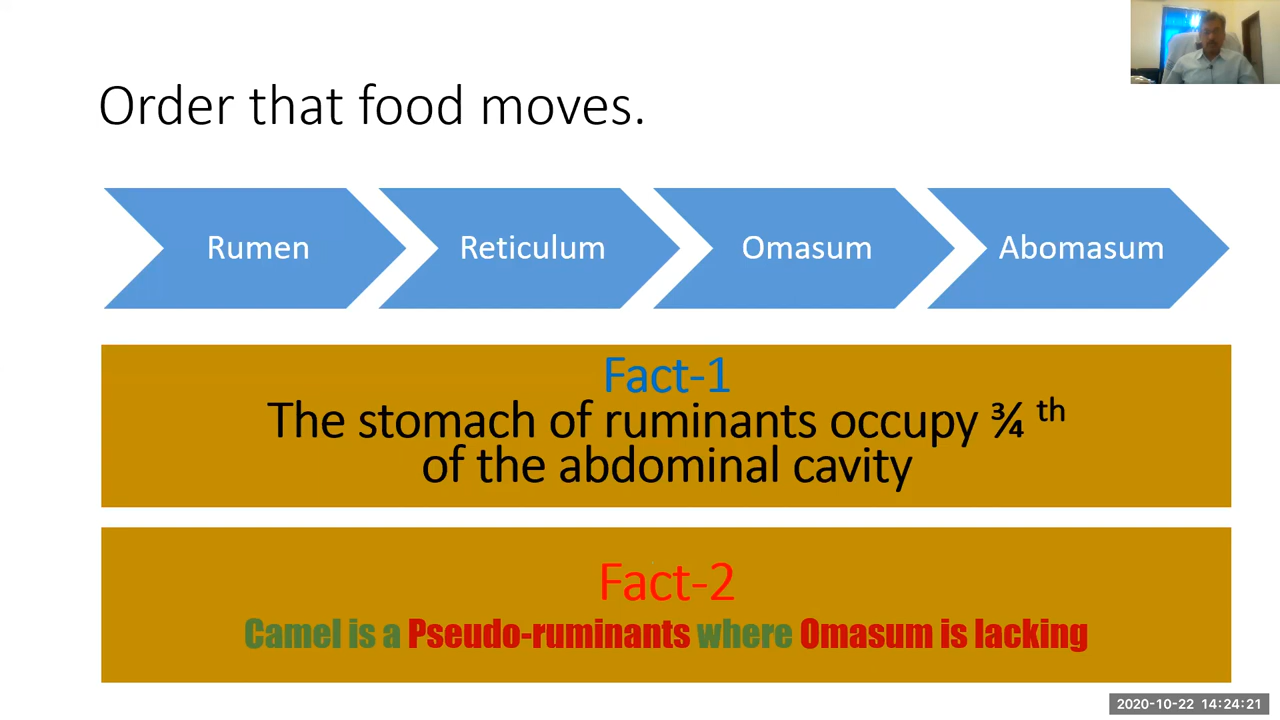 Order that food moves.
Rumen
Reticulum
Omasum
Abomasum
Fact-1
The stomach of ruminants occupy ¾ th
of the abdominal cavity
Fact-2
Camel is a Pseudo-ruminants where Omasum is lacking
2020-10-22 14:24:21